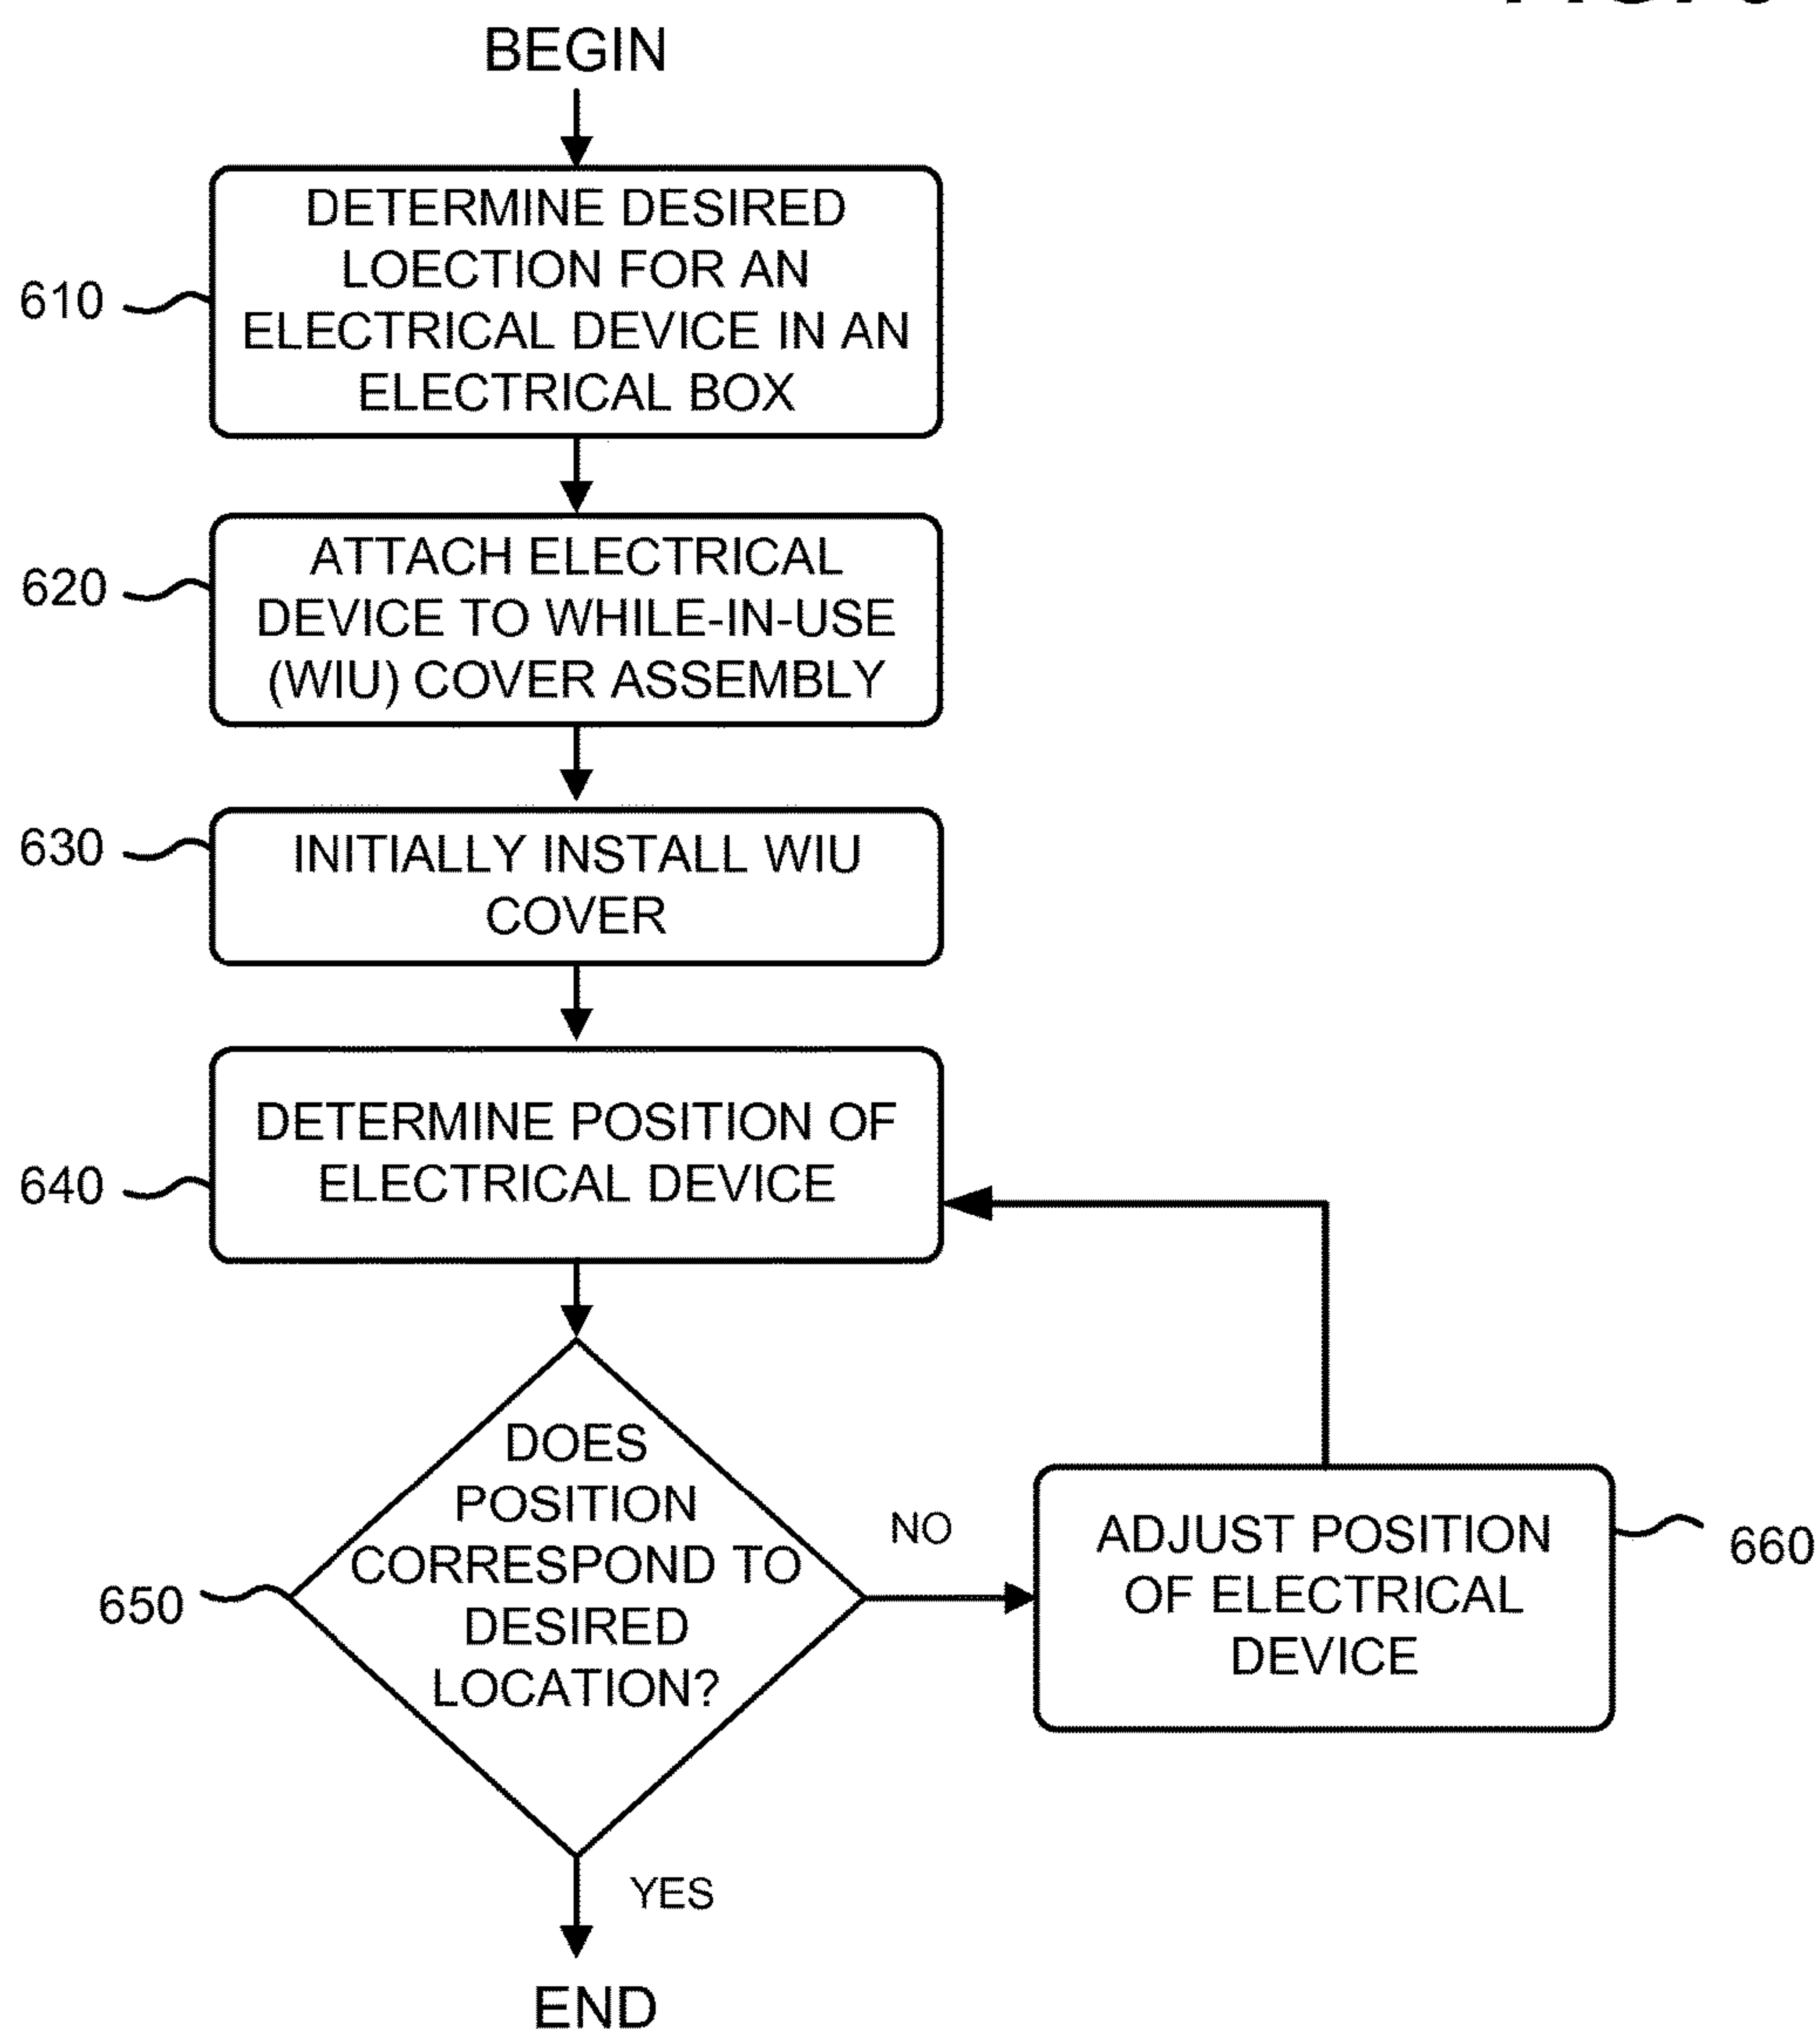 BEGIN
610
DETERMINE DESIRED
LOECTION FOR AN
ELECTRICAL DEVICE IN AN
ELECTRICAL BOX
620
ATTACH ELECTRICAL
DEVICE TO WHILE-IN-USE
(WIU) COVER ASSEMBLY
630
INITIALLY INSTALL WIU
COVER
640
DETERMINE POSITION OF
ELECTRICAL DEVICE
650
DOES
POSITION
CORRESPOND TO
DESIRED
LOCATION?
NO
ADJUST POSITION
OF ELECTRICAL
DEVICE
660
YES
END